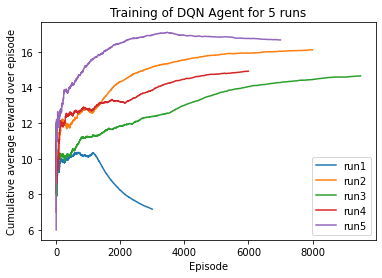 Training of DQN Agent for 5 runs
Cumulative average reward over episode
16
14
12
10
8
6
0
2000
4000
6000
8000
Episode
run1
run2
run3
run4
run5